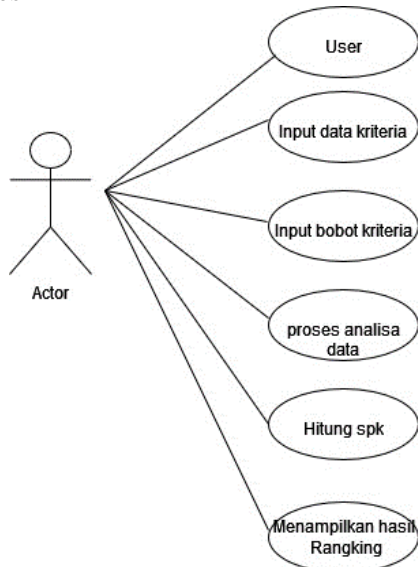 User
Input data kriteria
Input bobot kriteria
Actor
proses analisa
data
Hitung spk
Menampilkan hasil
Rangking